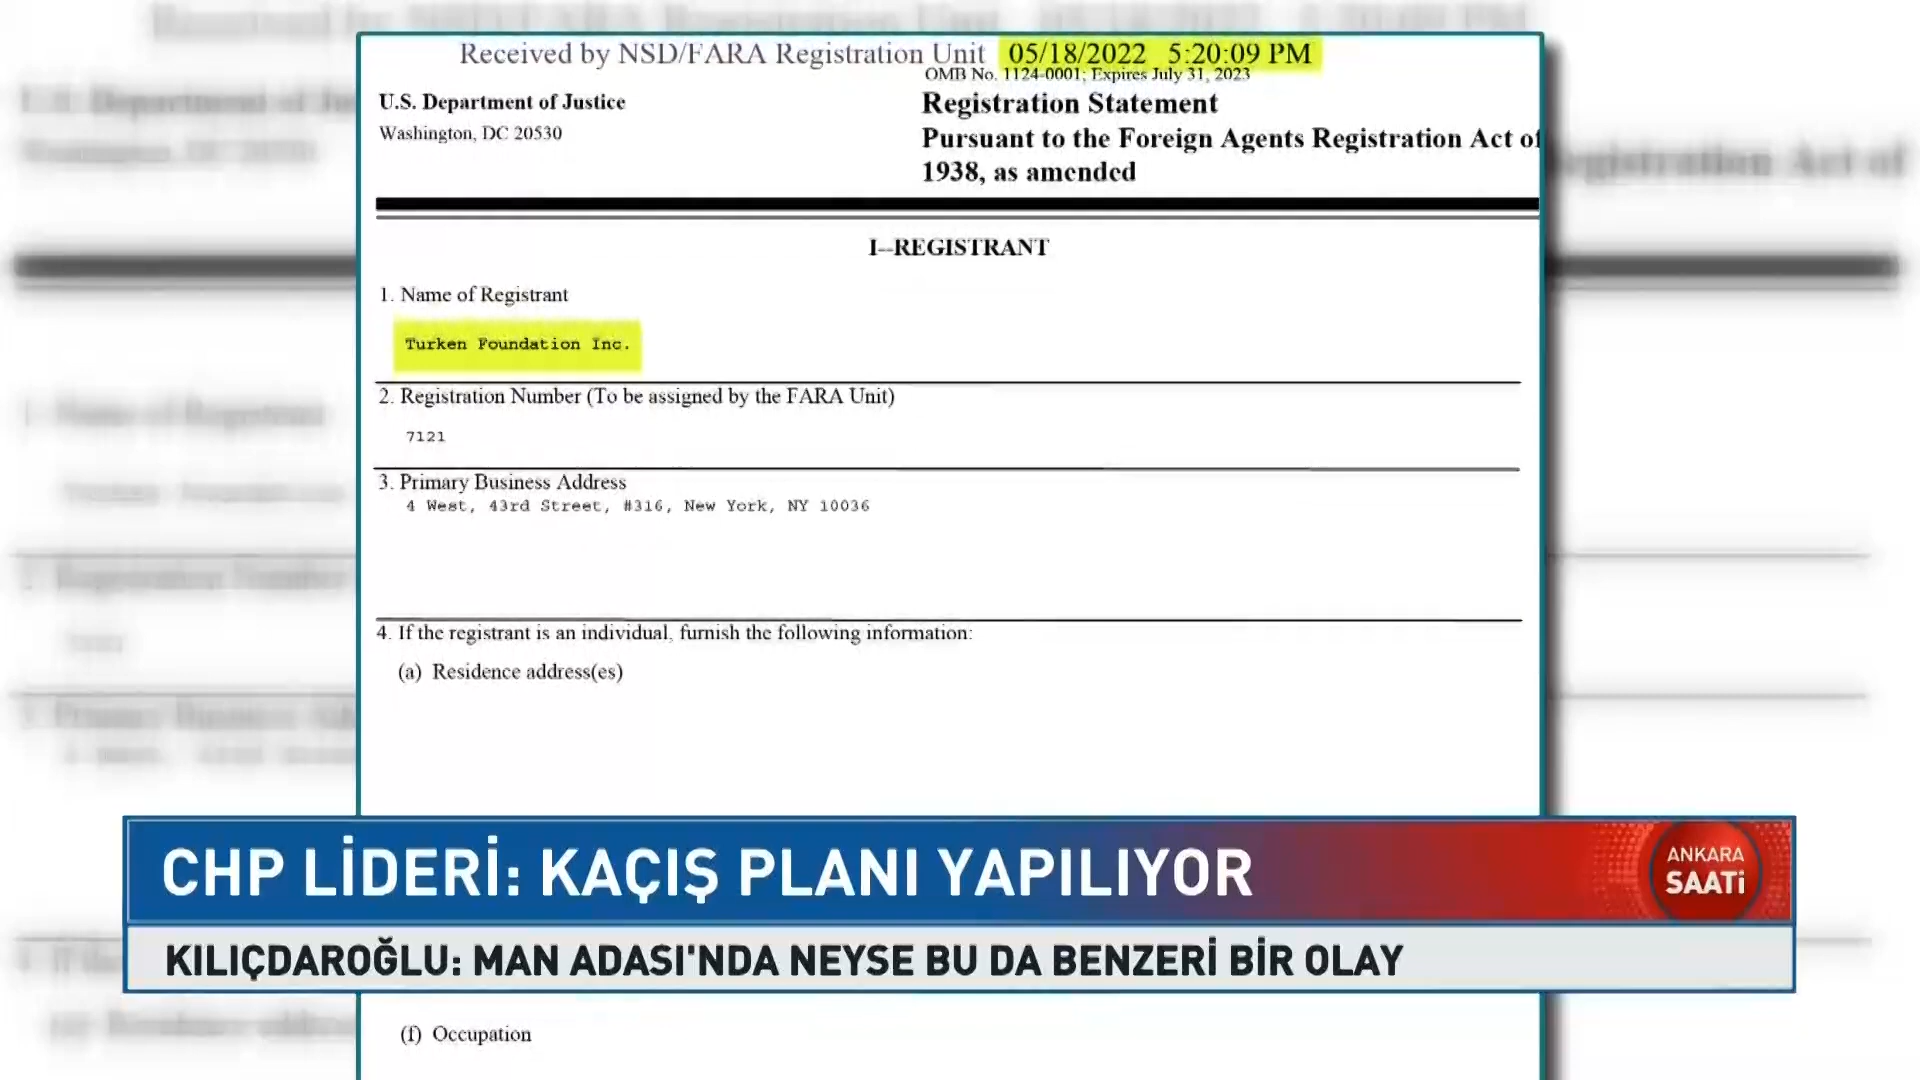 Received by NSD/FARA Registration Unit 05/18/2022 5:20:09 PM
OMB No. 1124-0001; Expires July 31, 2023
U.S. Department of Justice
Washington, DC 20530
Registration Statement
Pursuant to the Foreign Agents Registration Act of
1938, as amended
I--REGISTRANT
1. Name of Registrant
Turken Foundation Inc.
2. Registration Number (To be assigned by the FARA Unit)
7121
3. Primary Business Address
4 West, 43rd Street, #316, New York, NY 10036
4. If the registrant is an individual, furnish the following information:
(a) Residence address(es)
CHP LİDERİ: KAÇIŞ PLANI YAPILIYOR
ANKARA
SAATİ
KILIÇDAROĞLU: MAN ADASI'NDA NEYSE BU DA BENZERİ BİR OLAY
(f) Occupation